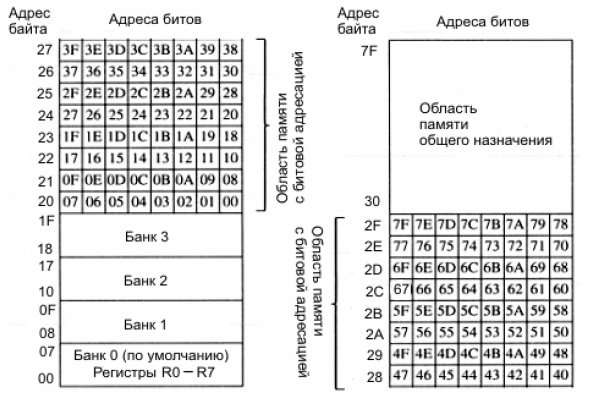 Адрес байта
Адреса битов
27 3F 3E 3D 3C 3B 3A 39 38
26 37 36 35 34 33 32 31 30
25 2F 2E 2D 2C 2B 2A 29 28
24 27 26 25 24 23 22 21 20
23 1F 1E 1D 1C 1B 1A 19 18
22 17 16 15 14 13 12 11 10
21 0F 0E 0D 0C 0B 0A 09 08
20 07 06 05 04 03 02 01 00
1F
Банк 3
18
17
Банк 2
10
0F
Банк 1
08
07
Банк 0 (по умолчанию)
Регистры R0 – R7
00
Область памяти
с битовой адресацией
Адрес байта
Адреса битов
7F
Область
памяти
общего назначения
30
2F 7F 7E 7D 7C 7B 7A 79 78
2E 77 76 75 74 73 72 71 70
2D 6F 6E 6D 6C 6B 6A 69 68
2C 67 66 65 64 63 62 61 60
2B 5F 5E 5D 5C 5B 5A 59 58
2A 57 56 55 54 53 52 51 50
29 4F 4E 4D 4C 4B 4A 49 48
28 47 46 45 44 43 42 41 40
Область памяти
с битовой адресацией